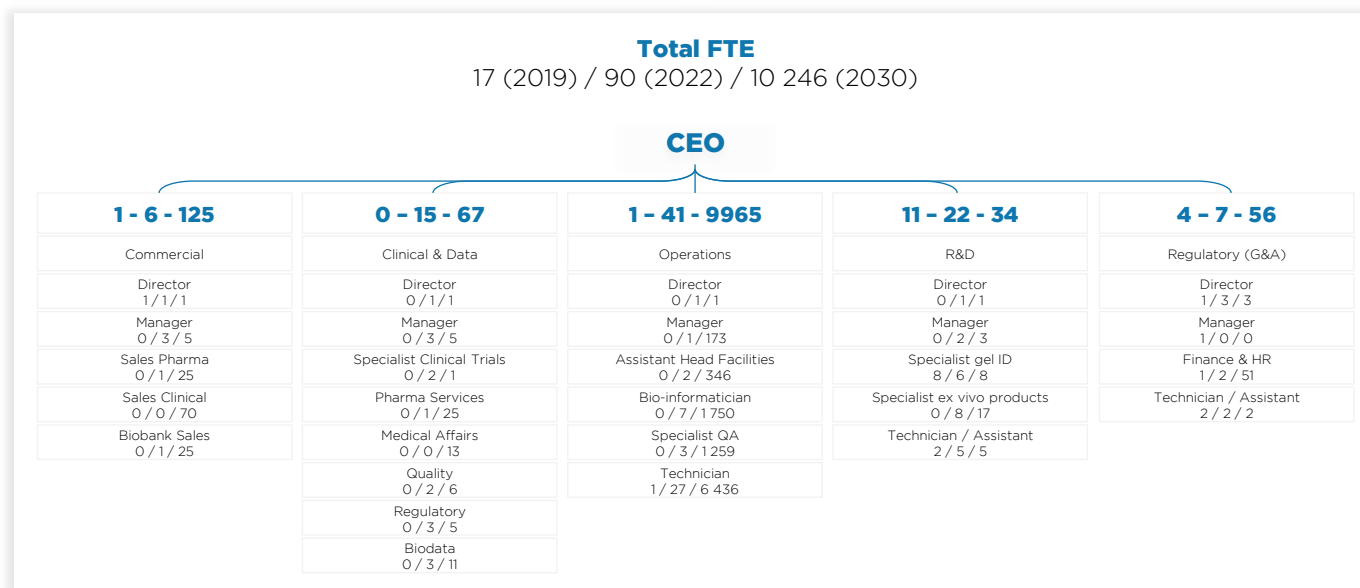 Total FTE
17 (2019) / 90 (2022) / 10 246 (2030)
CEO
1 - 6 - 125
Commercial
Director
1 / 1 / 1
Manager
0 / 3 / 5
Sales Pharma
0 / 1 / 25
Sales Clinical
0 / 0 / 70
Biobank Sales
0 / 1 / 25
0 – 15 - 67
Clinical & Data
Director
0 / 1 / 1
Manager
0 / 3 / 5
Specialist Clinical Trials
0 / 2 / 1
Pharma Services
0 / 1 / 25
Medical Affairs
0 / 0 / 13
Quality
0 / 2 / 6
Regulatory
0 / 3 / 5
Biodata
0 / 3 / 11
1 – 41 - 9965
Operations
Director
0 / 1 / 1
Manager
0 / 1 / 173
Assistant Head Facilities
0 / 2 / 346
Bio-informatician
0 / 7 / 1 750
Specialist QA
0 / 3 / 1 259
Technician
1 / 27 / 6 436
11 – 22 - 34
R&D
Director
0 / 1 / 1
Manager
0 / 2 / 3
Specialist gel ID
8 / 6 / 8
Specialist ex vivo products
0 / 8 / 17
Technician / Assistant
2 / 5 / 5
4 – 7 - 56
Regulatory (G&A)
Director
1 / 3 / 3
Manager
1 / 0 / 0
Finance & HR
1 / 2 / 51
Technician / Assistant
2 / 2 / 2